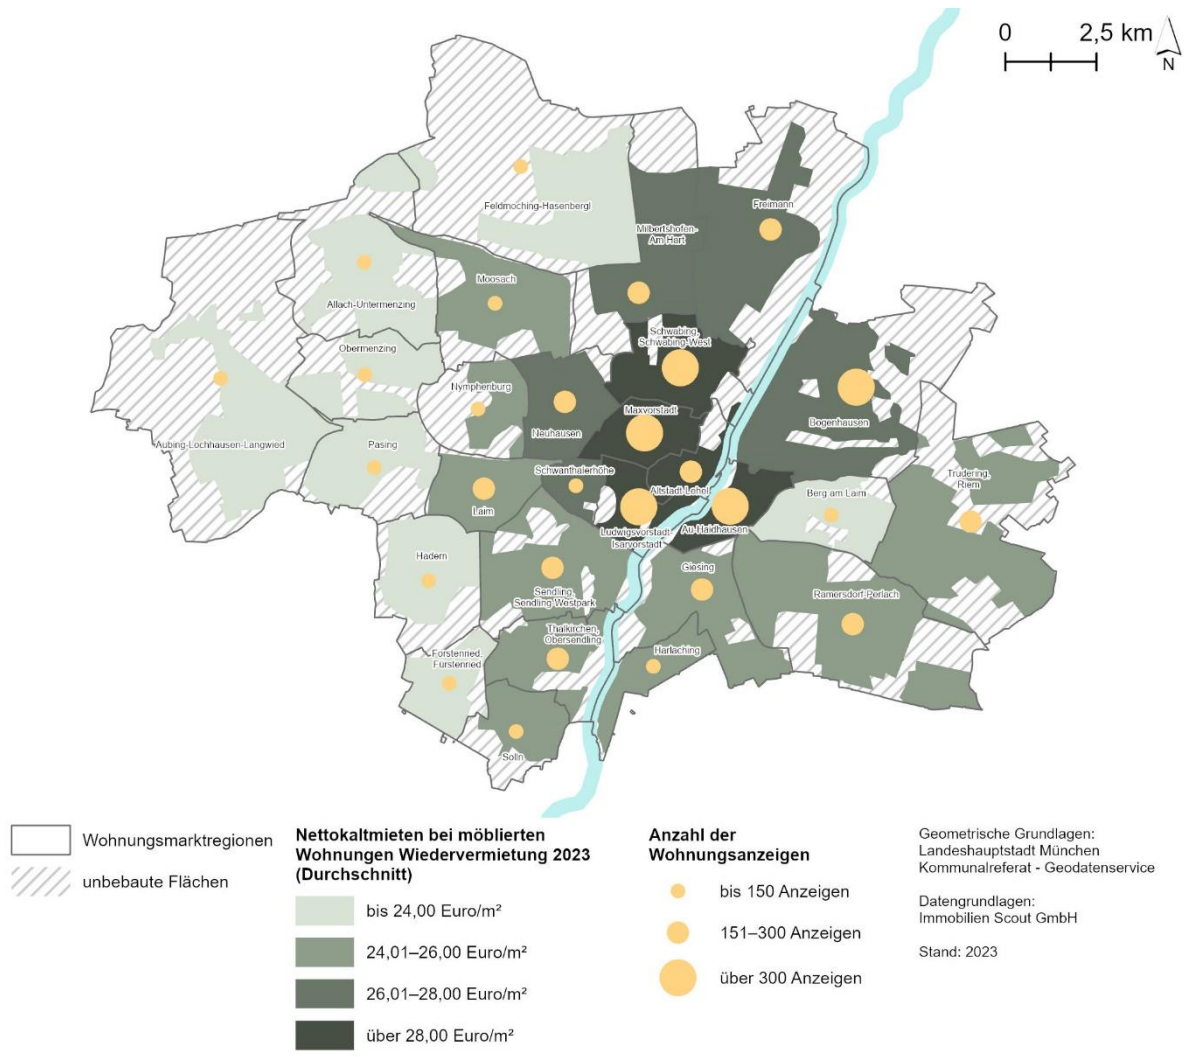 0 2,5 km
N
Feldmoching-Hasenbergl
Freimann
Milbertshofen-
Am Hart
Moosach
Allach-Untermenzing
Schwabing,
Schwabing-West
Obermenzing
Nymphenburg
Maxvorstadt
Bogenhausen
Neuhausen
Aubing-Lochhausen-Langwied
Pasing
Schwanthalerhöhe
Trudering,
Riem
Altstadt-Lehel
Berg am Laim
Laim
Ludwigsvorstadt-
Isarvorstadt
Au-Haidhausen
Hadern
Giesing
Sendling,
Sendling-Westpark
Ramersdorf-Perlach
Thalkirchen,
Obersendling
Harlaching
Forstenried,
Fürstenried
Solln
Wohnungsmarktregionen
unbebaute Flächen
Nettokaltmieten bei möblierten
Wohnungen Wiedervermietung 2023
(Durchschnitt)
bis 24,00 Euro/m²
24,01–26,00 Euro/m²
26,01–28,00 Euro/m²
über 28,00 Euro/m²
Anzahl der
Wohnungsanzeigen
bis 150 Anzeigen
151–300 Anzeigen
über 300 Anzeigen
Geometrische Grundlagen:
Landeshauptstadt München
Kommunalreferat - Geodatenservice
Datengrundlagen:
Immobilien Scout GmbH
Stand: 2023